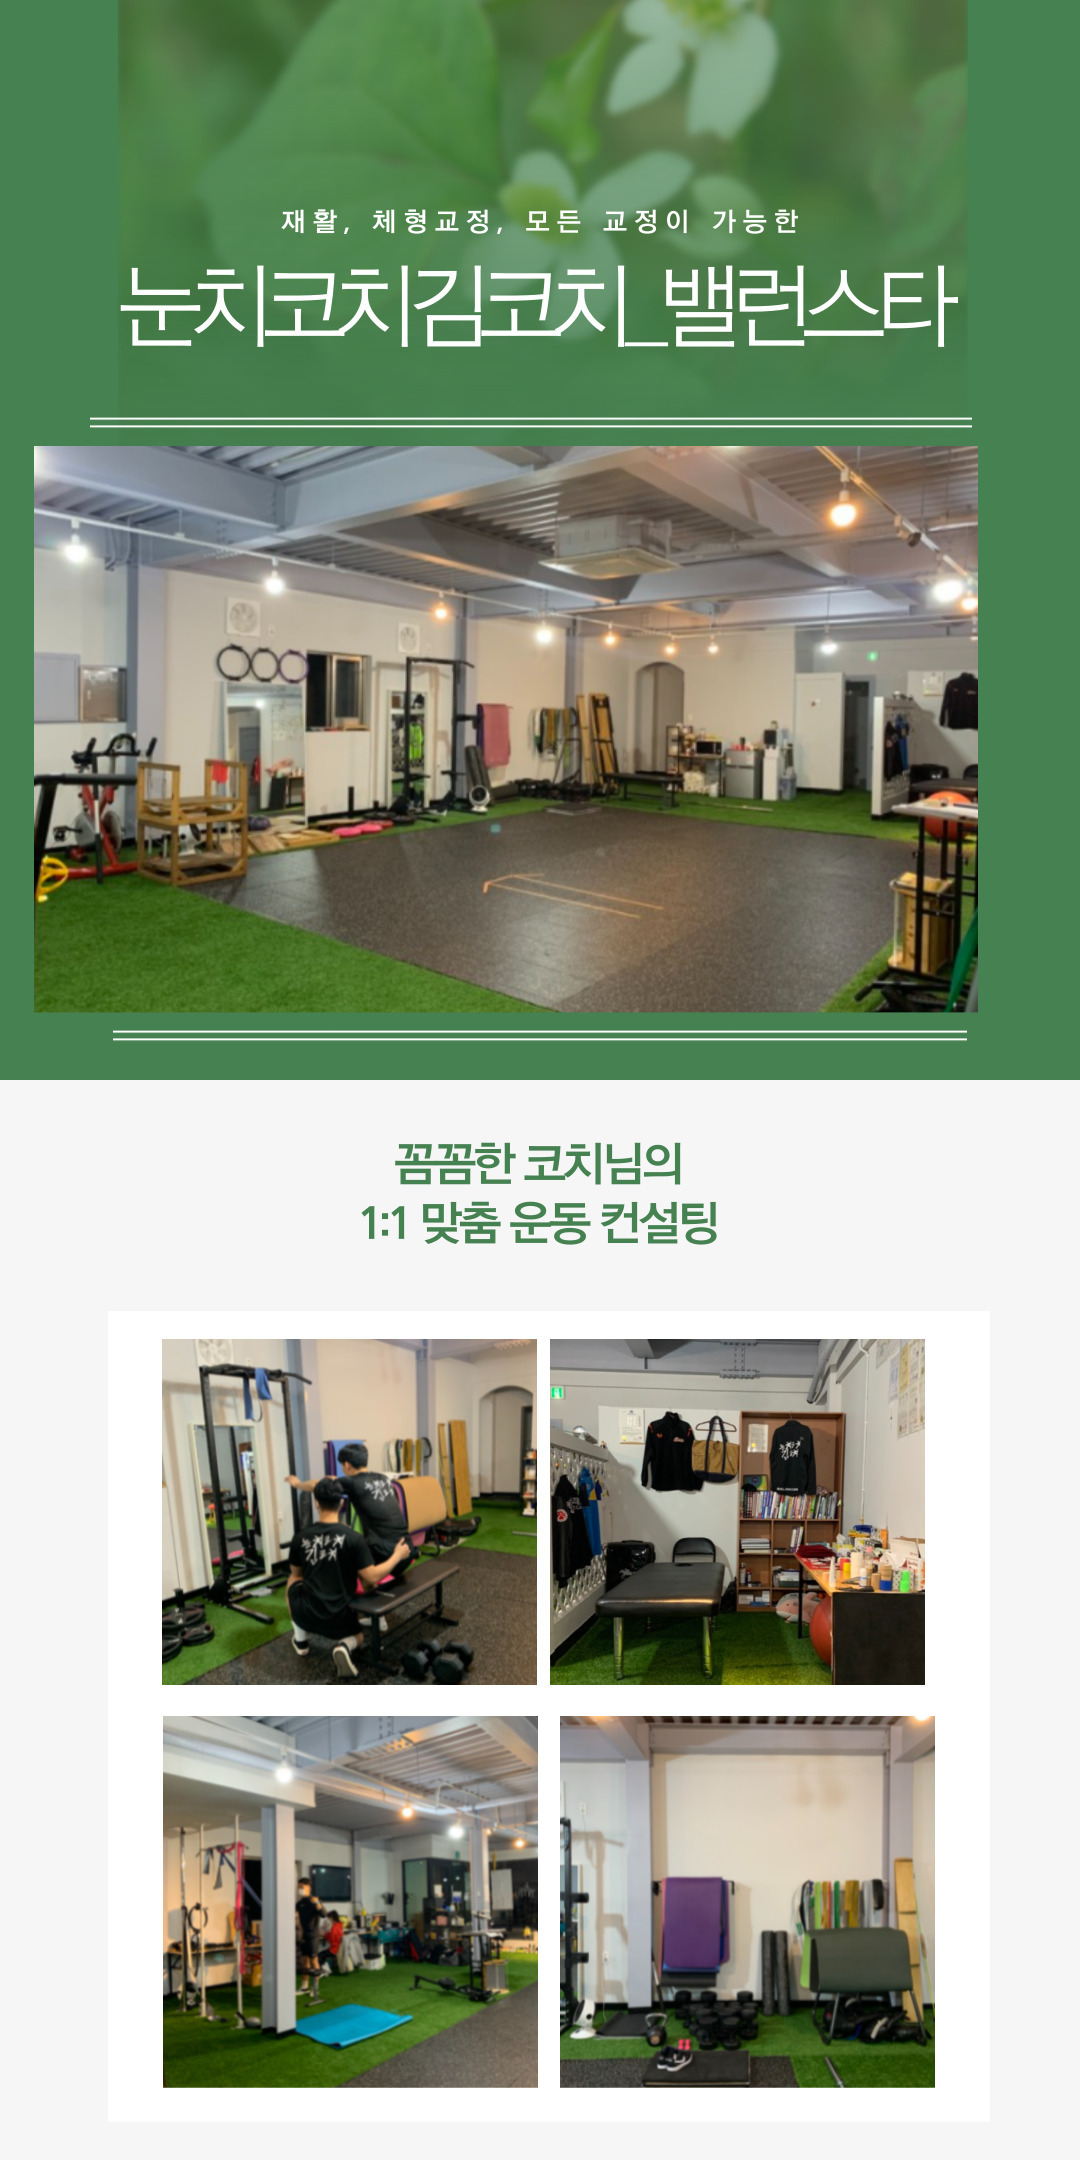 재활, 체형교정, 모든 교정이 가능한
눈치코치김코치_밸런스타
꼼꼼한 코치님의
1:1 맞춤 운동 컨설팅